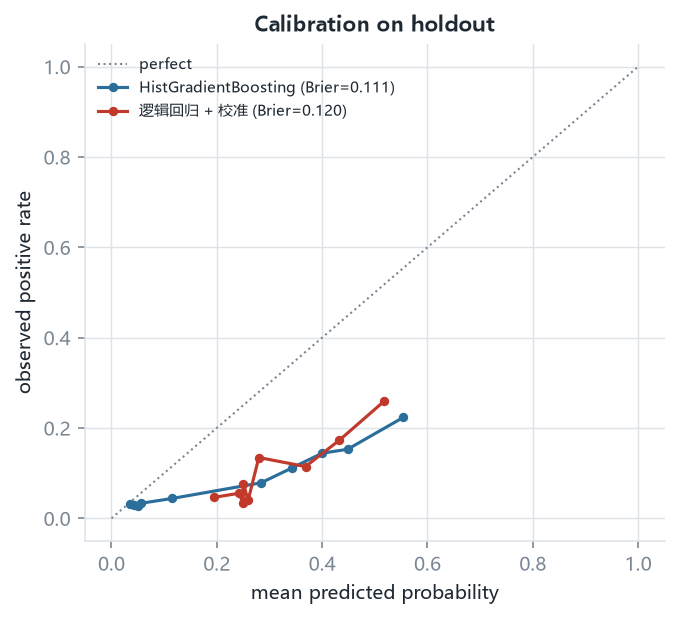 Calibration on holdout
perfect
HistGradientBoosting (Brier=0.111)
逻辑回归 + 校准 (Brier=0.120)
observed positive rate
1.0
0.8
0.6
0.4
0.2
0.0
0.0 0.2 0.4 0.6 0.8 1.0
mean predicted probability